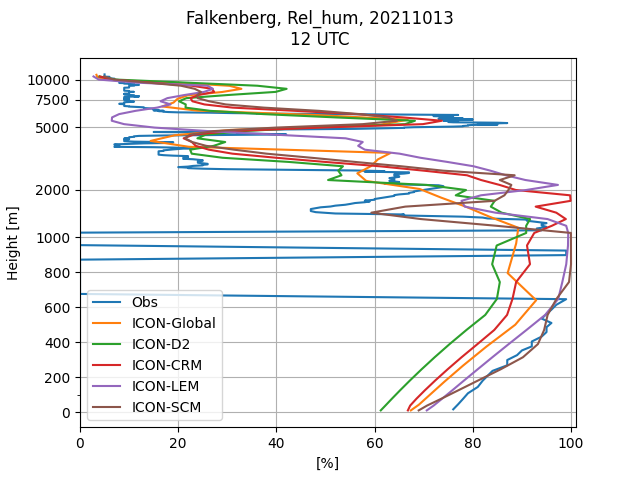 Falkenberg, Rel_hum, 20211013
12 UTC
Height [m]
10000
7500
5000
2000
1000
800
600
400
200
0
Obs
ICON-Global
ICON-D2
ICON-CRM
ICON-LEM
ICON-SCM
0 20 40 60 80 100
[%]